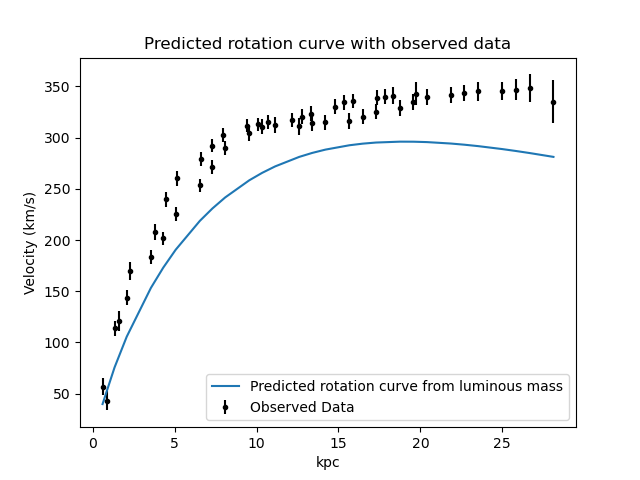 Predicted rotation curve with observed data
Velocity (km/s)
350
300
250
200
150
100
50
0
5
10
15
20
25
kpc
Predicted rotation curve from luminous mass
Observed Data